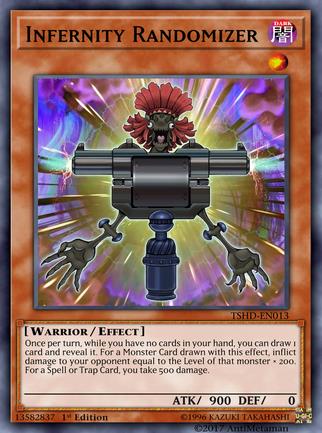 INFERNITY RANDOMIZER
DARK
闇
TSHD-EN013
[WARRIOR / EFFECT]
Once per turn, while you have no cards in your hand, you can draw 1
card and reveal it. For a Monster Card drawn with this effect, inflict
damage to your opponent equal to the Level of that monster × 200.
For a Spell or Trap Card, you take 500 damage.
ATK/ 900 DEF/ 0
13582837 1st Edition ©1996 KAZUKI TAKAHASHI
©2017 AntiMetaman